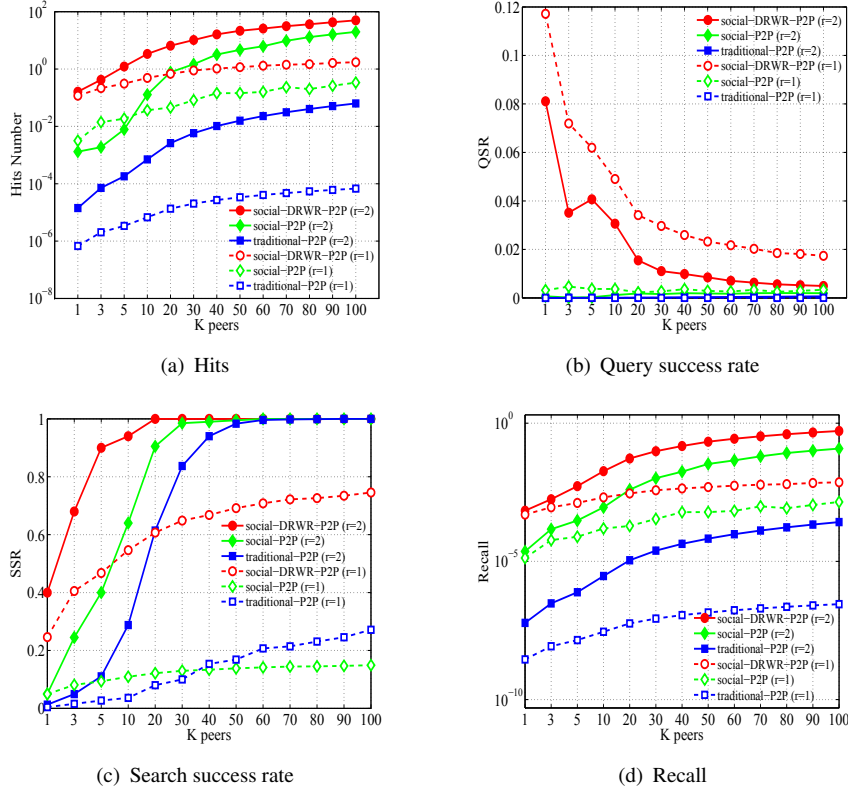 10^2
10^0
10^−2
10^−4
10^−6
10^−8
Hits Number
1 3 5 10 20 30 40 50 60 70 80 90 100
K peers
social−DRWR−P2P (r=2)
social−P2P (r=2)
traditional−P2P (r=2)
social−DRWR−P2P (r=1)
social−P2P (r=1)
traditional−P2P (r=1)
(a) Hits
0.12
0.1
0.08
0.06
0.04
0.02
0
QSR
1 3 5 10 20 30 40 50 60 70 80 90 100
K peers
social−DRWR−P2P (r=2)
social−P2P (r=2)
traditional−P2P (r=2)
social−DRWR−P2P (r=1)
social−P2P (r=1)
traditional−P2P (r=1)
(b) Query success rate
1
0.8
0.6
0.4
0.2
0
SSR
1 3 5 10 20 30 40 50 60 70 80 90 100
K peers
social−DRWR−P2P (r=2)
social−P2P (r=2)
traditional−P2P (r=2)
social−DRWR−P2P (r=1)
social−P2P (r=1)
traditional−P2P (r=1)
(c) Search success rate
10^0
10^−5
10^−10
Recall
1 3 5 10 20 30 40 50 60 70 80 90 100
K peers
social−DRWR−P2P (r=2)
social−P2P (r=2)
traditional−P2P (r=2)
social−DRWR−P2P (r=1)
social−P2P (r=1)
traditional−P2P (r=1)
(d) Recall